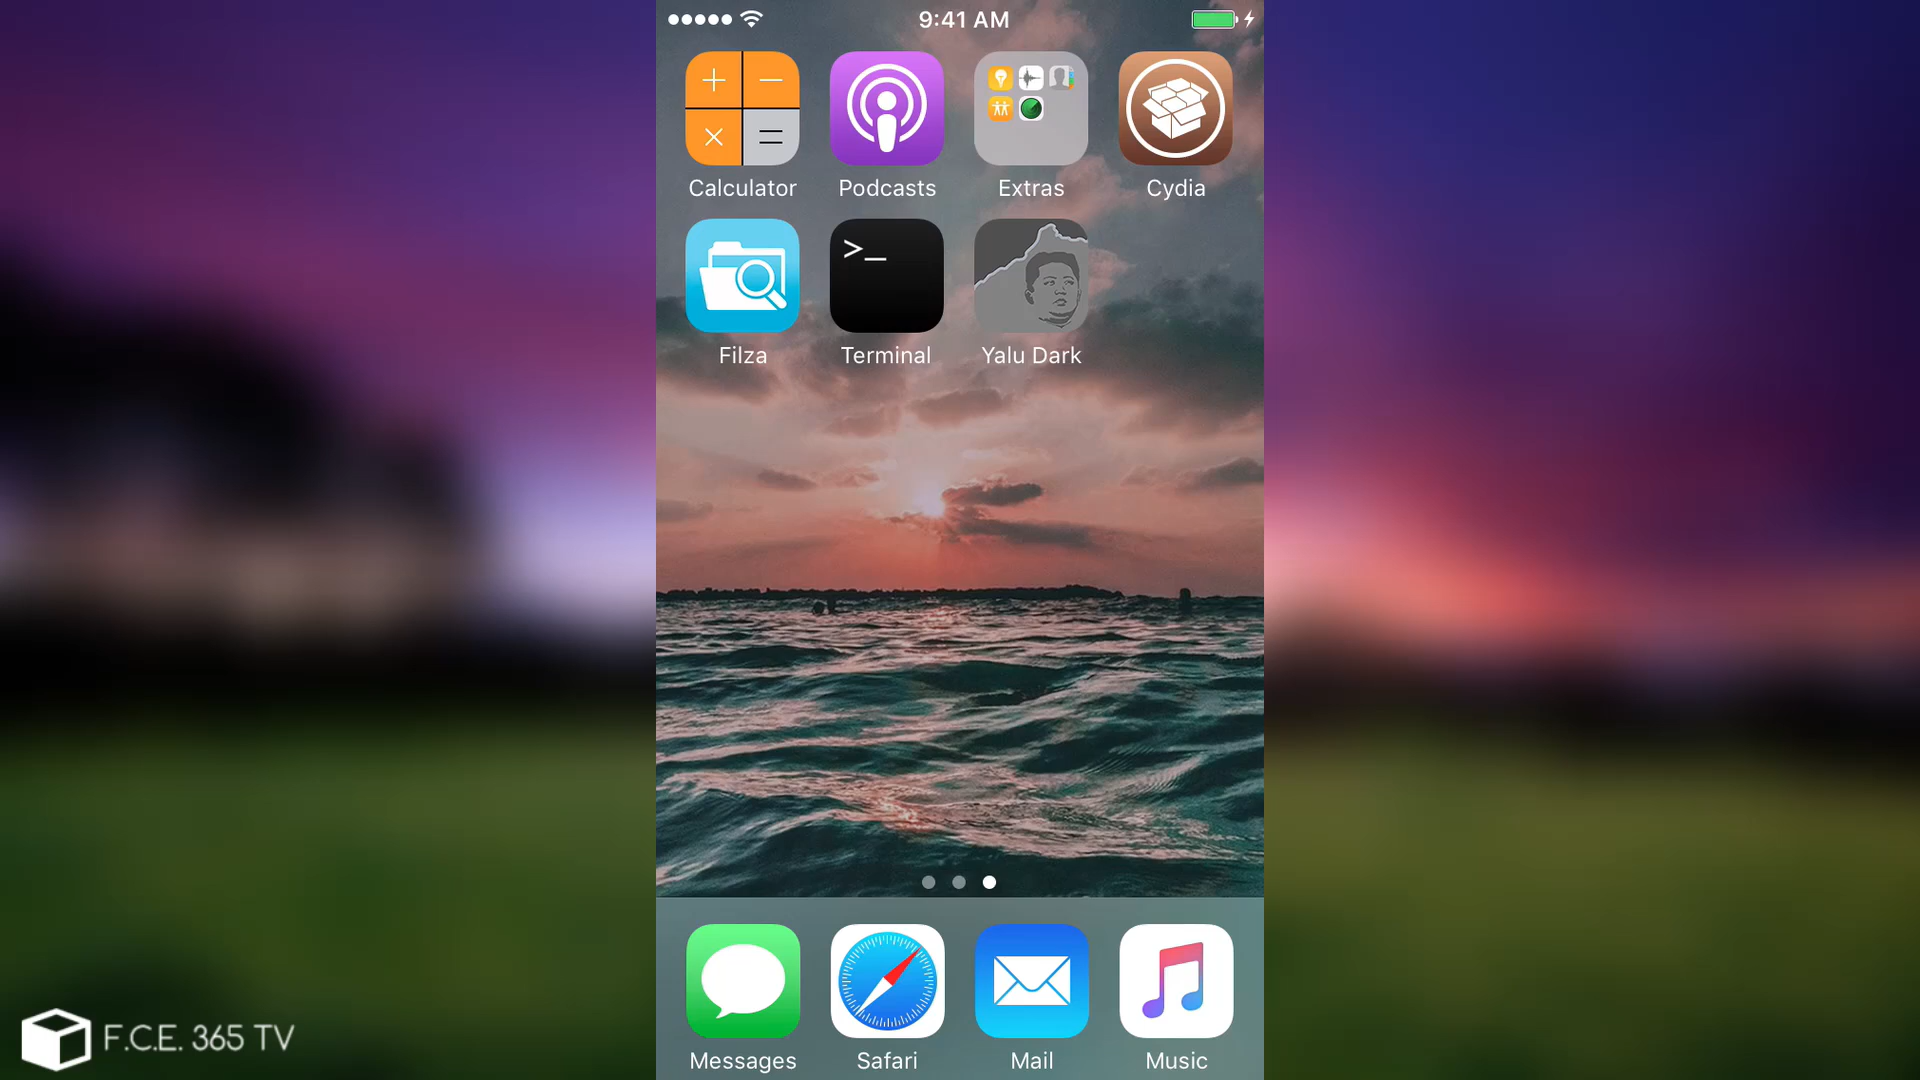 9:41 AM
Calculator
Podcasts
Extras
Cydia
>_
Filza
Terminal
Yalu Dark
Messages
Safari
Mail
Music
F.C.E. 365 TV